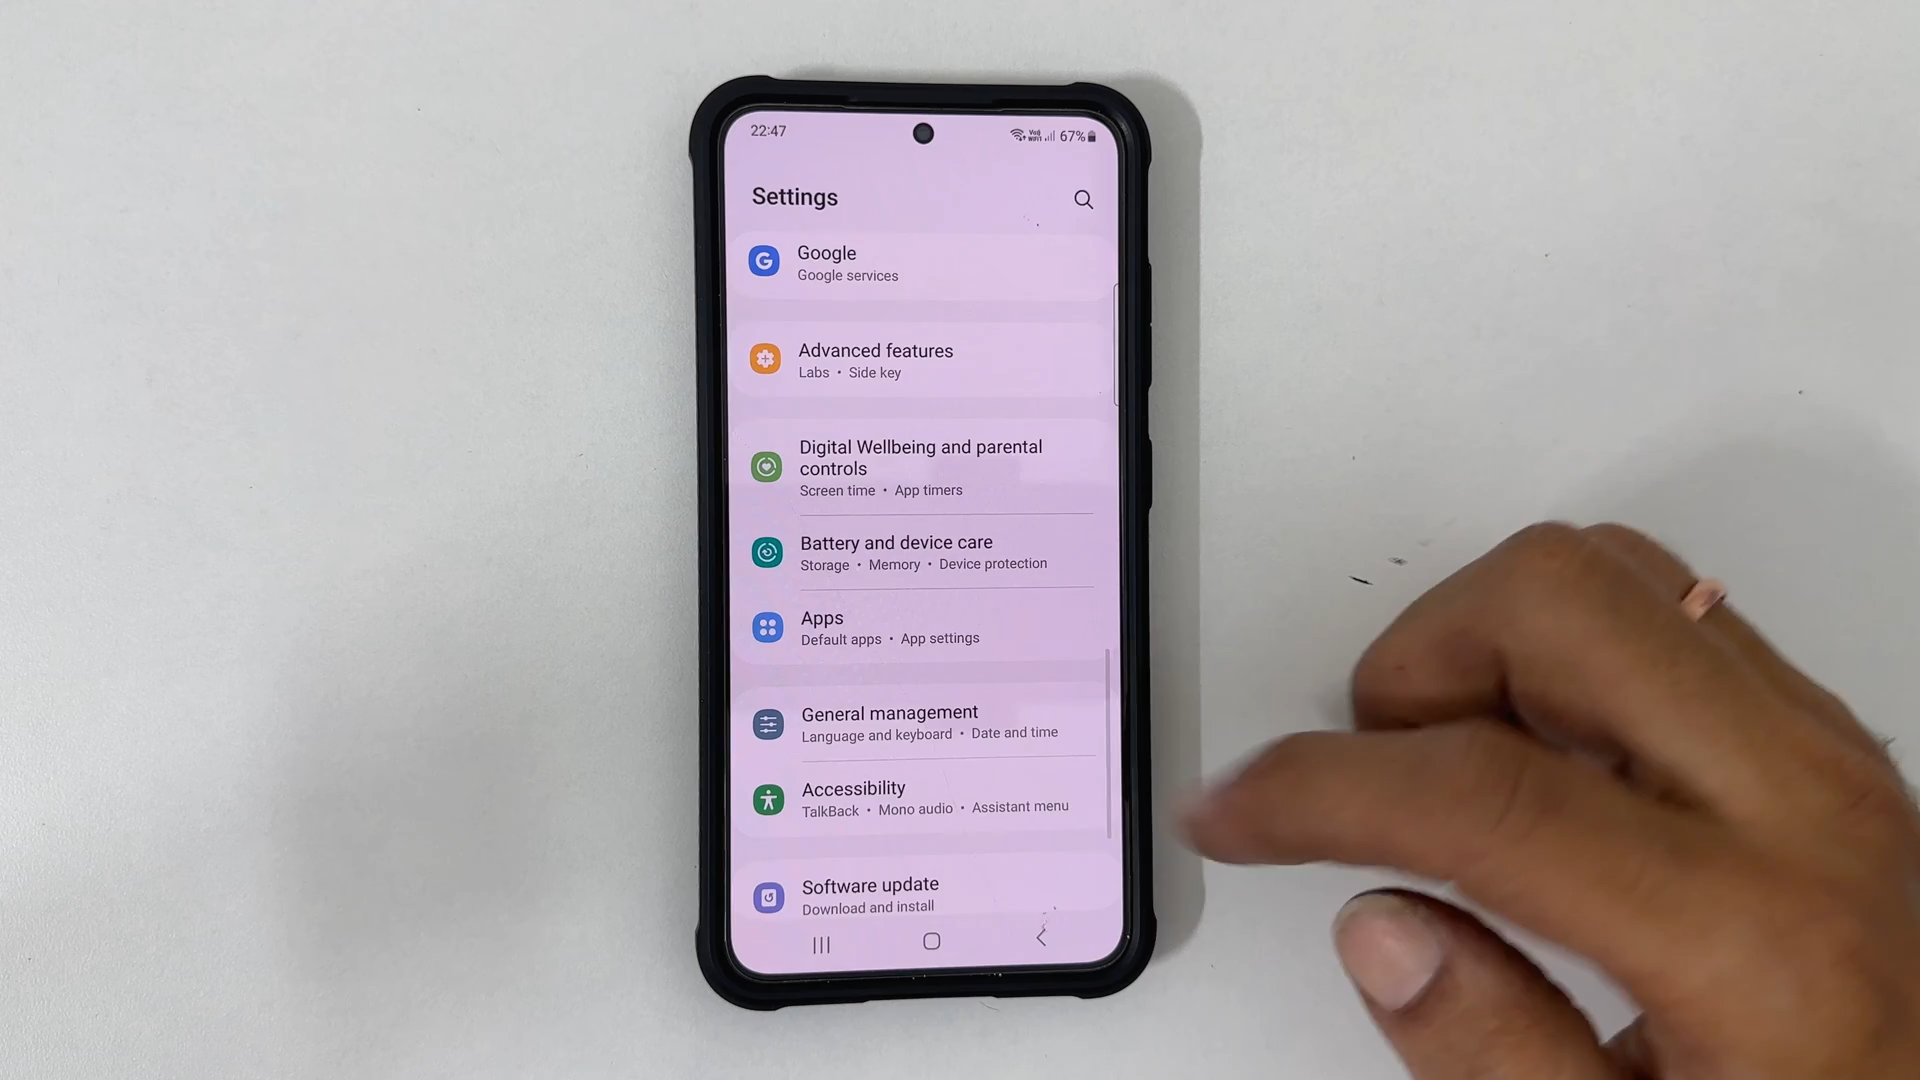 22:47
67%
Settings
Google
Google services
Advanced features
Labs • Side key
Digital Wellbeing and parental
controls
Screen time • App timers
Battery and device care
Storage • Memory • Device protection
Apps
Default apps • App settings
General management
Language and keyboard • Date and time
Accessibility
TalkBack • Mono audio • Assistant menu
Software update
Download and install